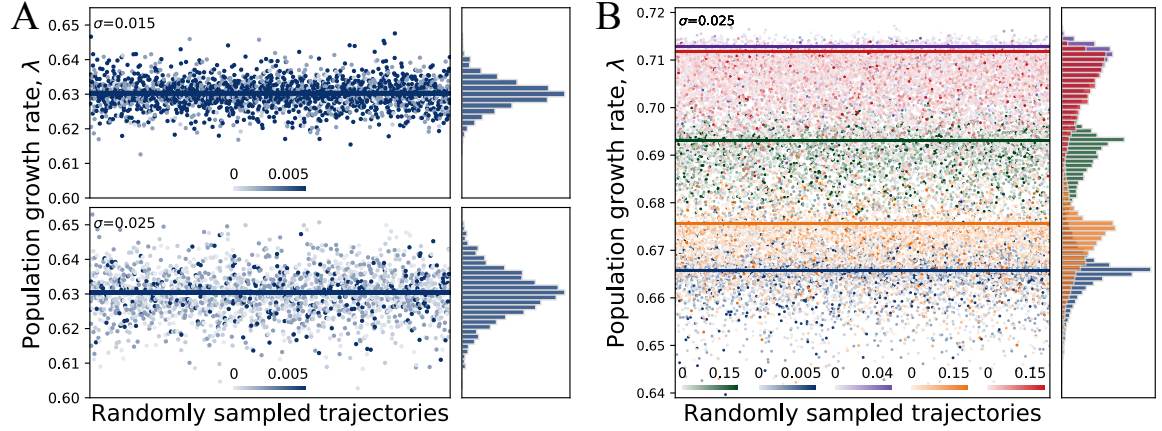 A
σ=0.015
0.65
0.64
0.63
0.62
0.61
0.60
0 0.005
σ=0.025
0.65
0.64
0.63
0.62
0.61
0.60
0 0.005
Population growth rate, λ
Randomly sampled trajectories
B
σ=0.025
0.72
0.71
0.70
0.69
0.68
0.67
0.66
0.65
0.64
0 0.15 0 0.005 0 0.04 0 0.15 0 0.15
Population growth rate, λ
Randomly sampled trajectories